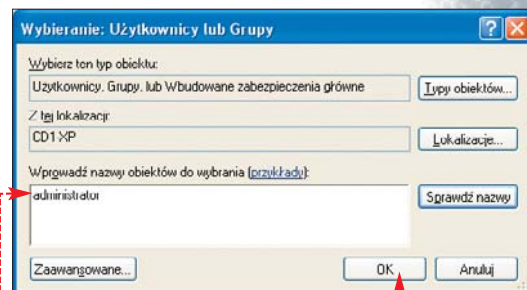 Wybieranie: Użytkownicy lub Grupy
Wybierz ten typ obiektu:
Użytkownicy, Grupy, lub Wbudowane zabezpieczenia główne
Typy obiektów...
Z tej lokalizacji:
CD1XP
Lokalizacje...
Wprowadź nazwy obiektów do wybrania (przykłady):
administrator
Sprawdź nazwy
Zaawansowane...
OK
Anuluj